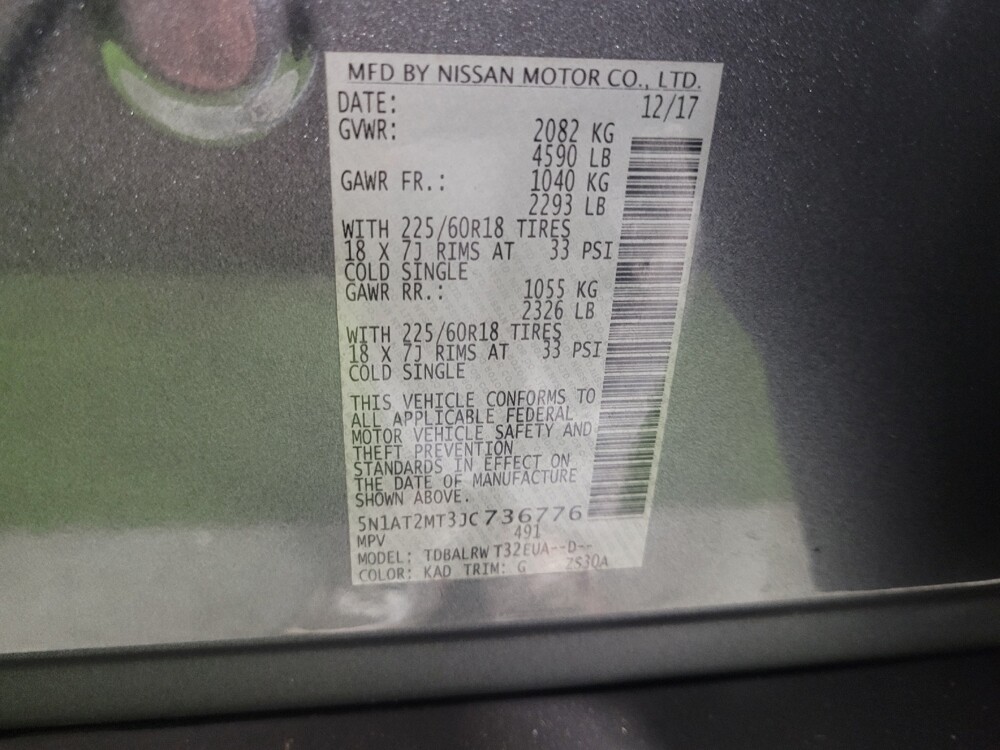 MFD BY NISSAN MOTOR CO., LTD.
DATE: 12/17
GVWR: 2082 KG
4590 LB
GAWR FR.: 1040 KG
2293 LB
WITH 225/60R18 TIRES
18 X 7J RIMS AT 33 PSI
COLD SINGLE
GAWR RR.: 1055 KG
2326 LB
WITH 225/60R18 TIRES
18 X 7J RIMS AT 33 PSI
COLD SINGLE
THIS VEHICLE CONFORMS TO
ALL APPLICABLE FEDERAL
MOTOR VEHICLE SAFETY AND
THEFT PREVENTION
STANDARDS IN EFFECT ON
THE DATE OF MANUFACTURE
SHOWN ABOVE.
5N1AT2MT3JC736776
MPV 491
MODEL: TDBALRW T32EUA--D--
COLOR: KAD TRIM: G ZS30A